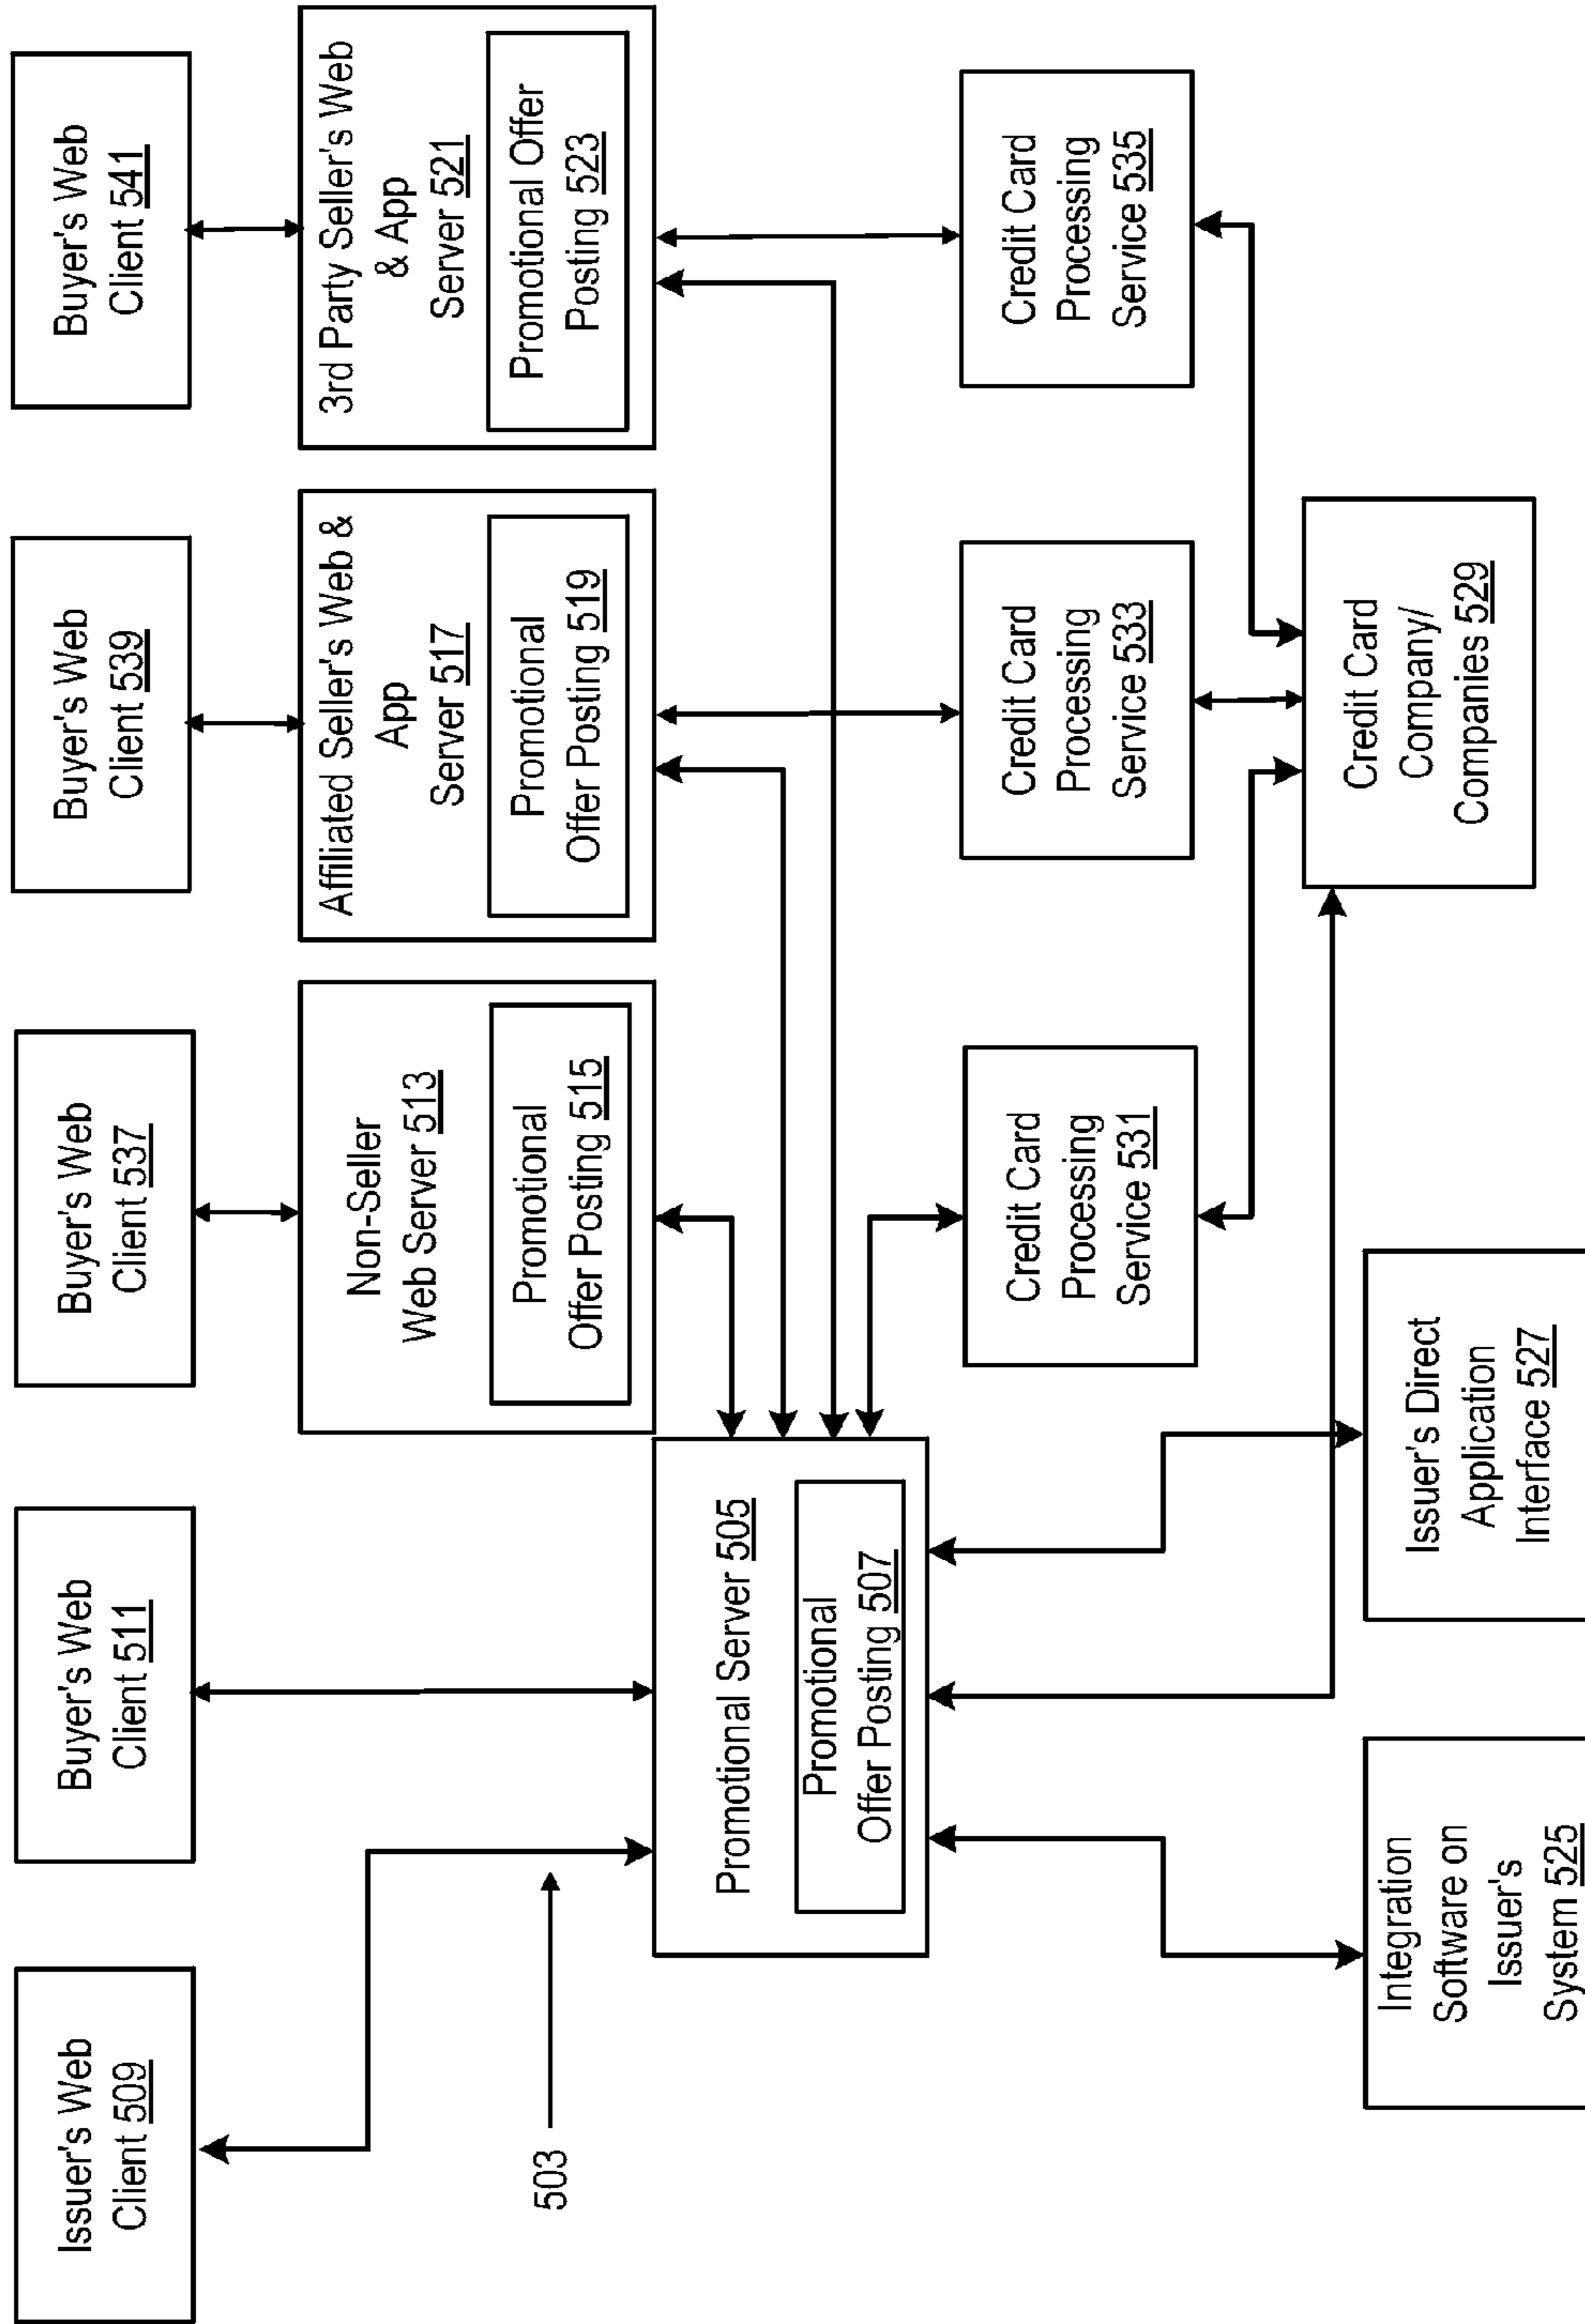 Issuer's Web
Client 509
Buyer's Web
Client 511
Buyer's Web
Client 537
Buyer's Web
Client 539
Buyer's Web
Client 541
Non-Seller
Web Server 513
Promotional
Offer Posting 515
Affiliated Seller's Web &
App
Server 517
Promotional
Offer Posting 519
3rd Party Seller's Web
& App
Server 521
Promotional Offer
Posting 523
503
Promotional Server 505
Promotional
Offer Posting 507
Credit Card
Processing
Service 531
Credit Card
Processing
Service 533
Credit Card
Processing
Service 535
Integration
Software on
Issuer's
System 525
Issuer's Direct
Application
Interface 527
Credit Card
Company/
Companies 529